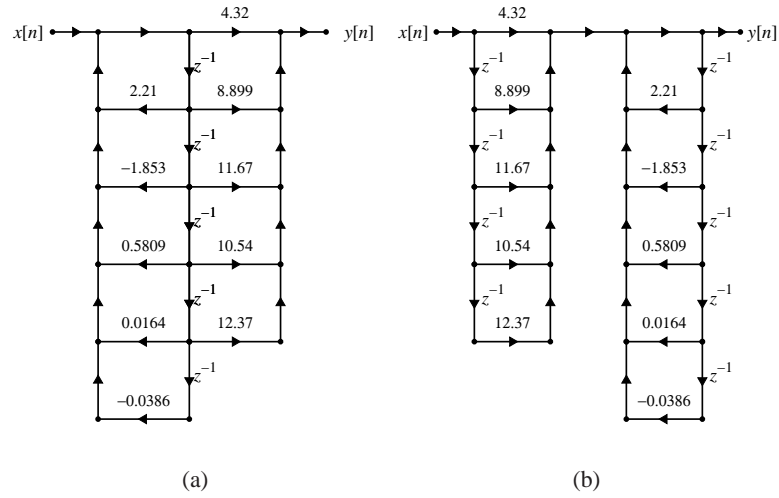 4.32 4.32
x[n] y[n] x[n] y[n]
z⁻¹ z⁻¹ z⁻¹
2.21 8.899 8.899 2.21
z⁻¹ z⁻¹ z⁻¹
−1.853 11.67 11.67 −1.853
z⁻¹ z⁻¹ z⁻¹
0.5809 10.54 10.54 0.5809
z⁻¹ z⁻¹ z⁻¹
0.0164 12.37 12.37 0.0164
z⁻¹ z⁻¹
−0.0386 −0.0386
(a) (b)